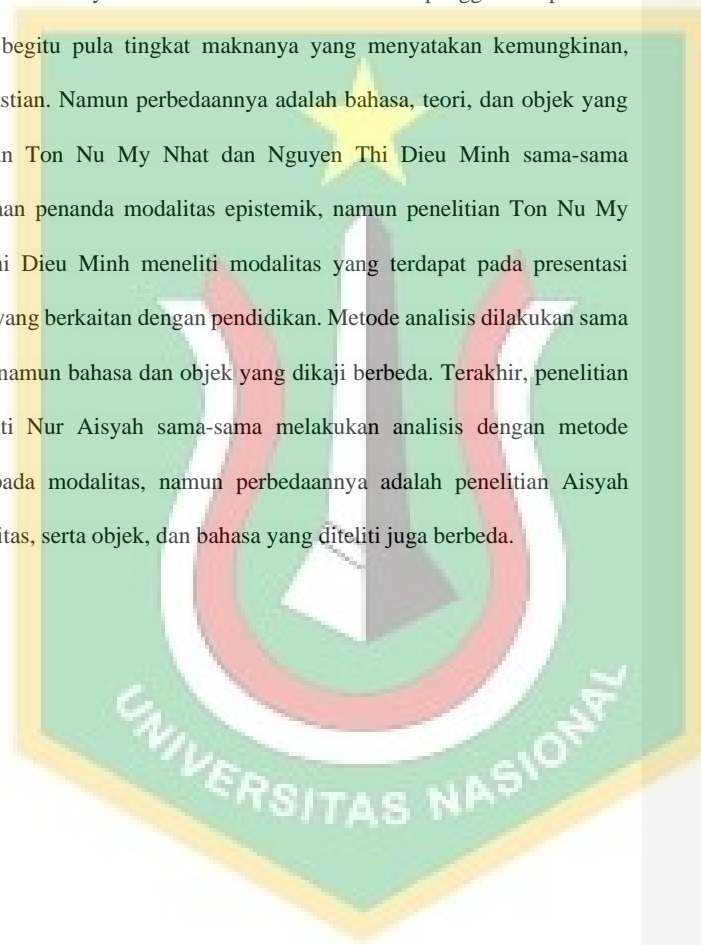 begitu pula tingkat maknanya yang menyatakan kemungkinan,
stian. Namun perbedaannya adalah bahasa, teori, dan objek yang
n Ton Nu My Nhat dan Nguyen Thi Dieu Minh sama-sama
an penanda modalitas epistemik, namun penelitian Ton Nu My
i Dieu Minh meneliti modalitas yang terdapat pada presentasi
yang berkaitan dengan pendidikan. Metode analisis dilakukan sama
namun bahasa dan objek yang dikaji berbeda. Terakhir, penelitian
ti Nur Aisyah sama-sama melakukan analisis dengan metode
pada modalitas, namun perbedaannya adalah penelitian Aisyah
itas, serta objek, dan bahasa yang diteliti juga berbeda.
UNIVERSITAS NASIONAL